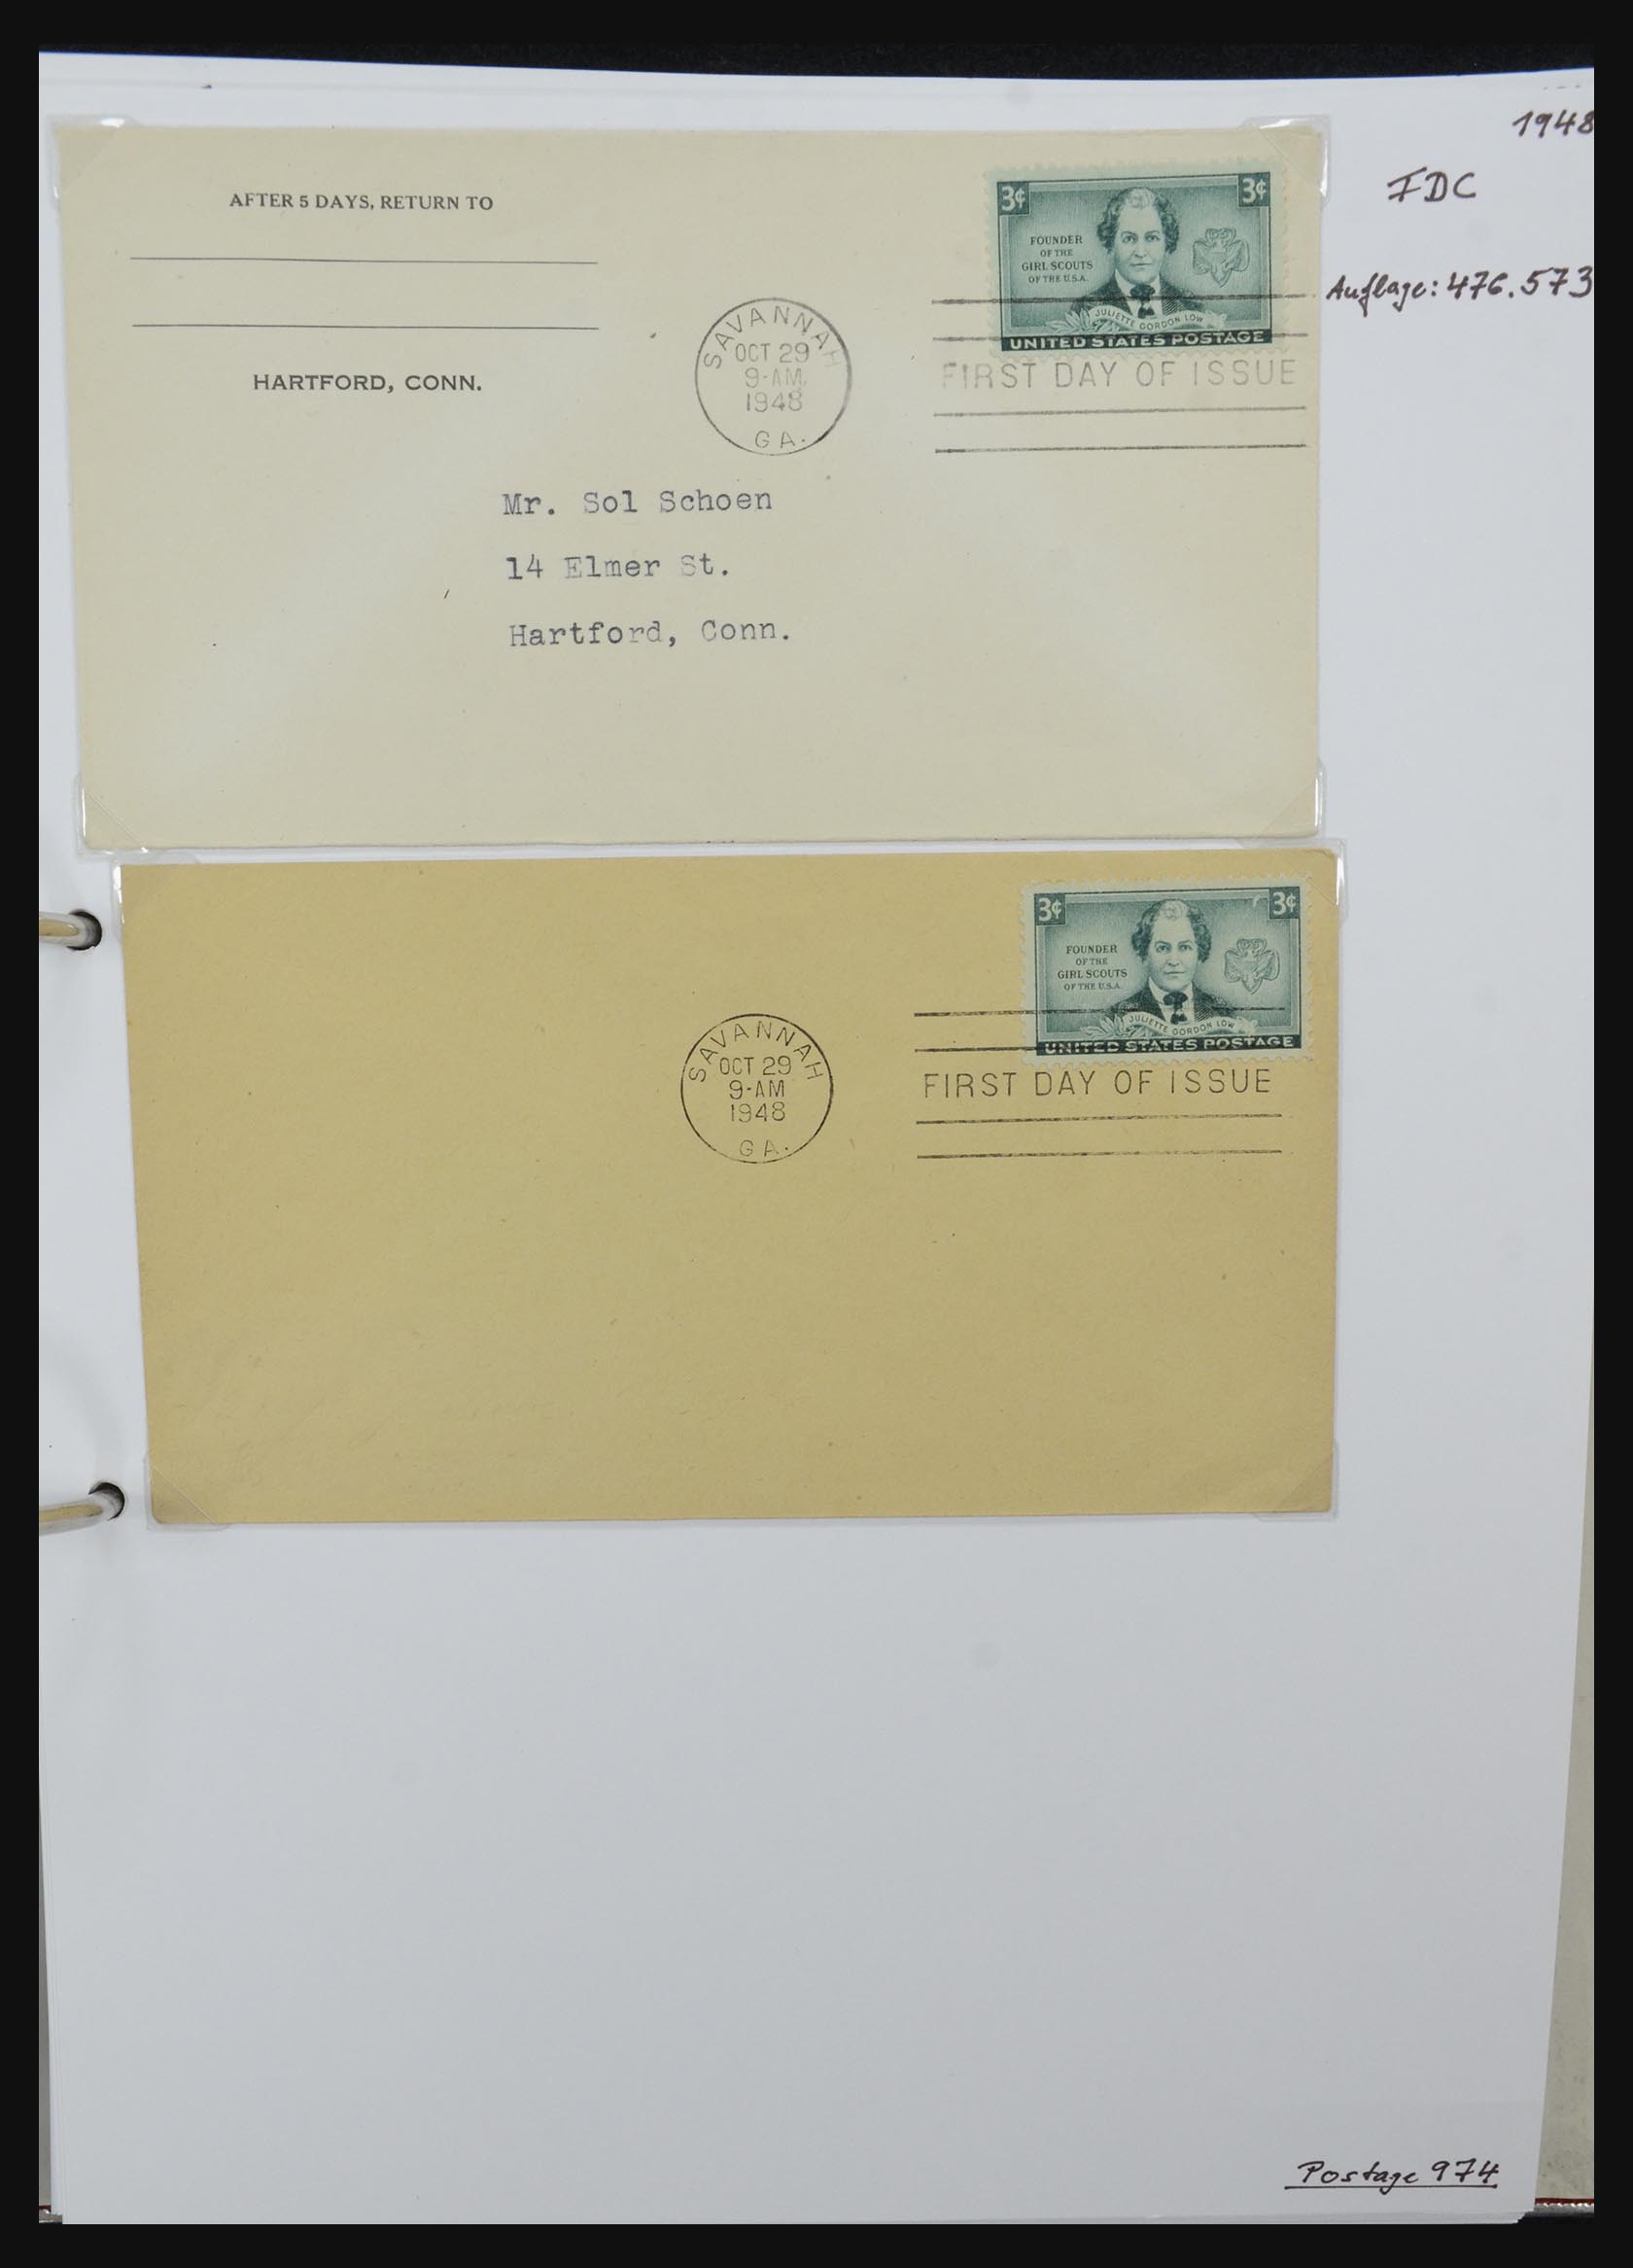 1948
FDC
Auflage: 476.573
AFTER 5 DAYS, RETURN TO
HARTFORD, CONN.
3¢ 3¢
FOUNDER
OF THE
GIRL SCOUTS
OF THE U.S.A.
JULIETTE GORDON LOW
UNITED STATES POSTAGE
SAVANNAH
OCT 29
9-AM
1948
GA.
FIRST DAY OF ISSUE
Mr. Sol Schoen
14 Elmer St.
Hartford, Conn.
3¢ 3¢
FOUNDER
OF THE
GIRL SCOUTS
OF THE U.S.A.
JULIETTE GORDON LOW
UNITED STATES POSTAGE
SAVANNAH
OCT 29
9-AM
1948
GA.
FIRST DAY OF ISSUE
Postage 974